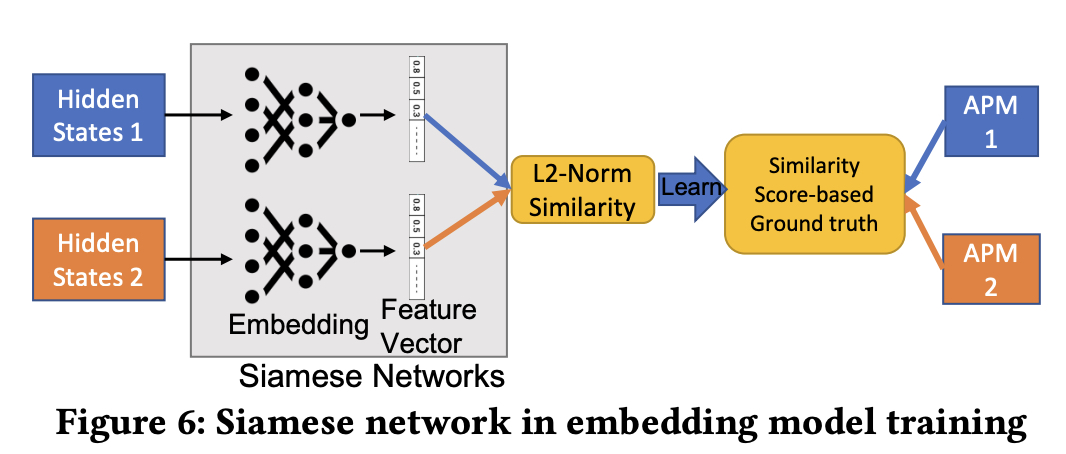 Hidden
States 1
Hidden
States 2
0.8
0.5
0.3
- - - - -
0.8
0.5
0.3
- - - - -
Embedding
Feature
Vector
Siamese Networks
L2-Norm
Similarity
Learn
Similarity
Score-based
Ground truth
APM
1
APM
2
Figure 6: Siamese network in embedding model training